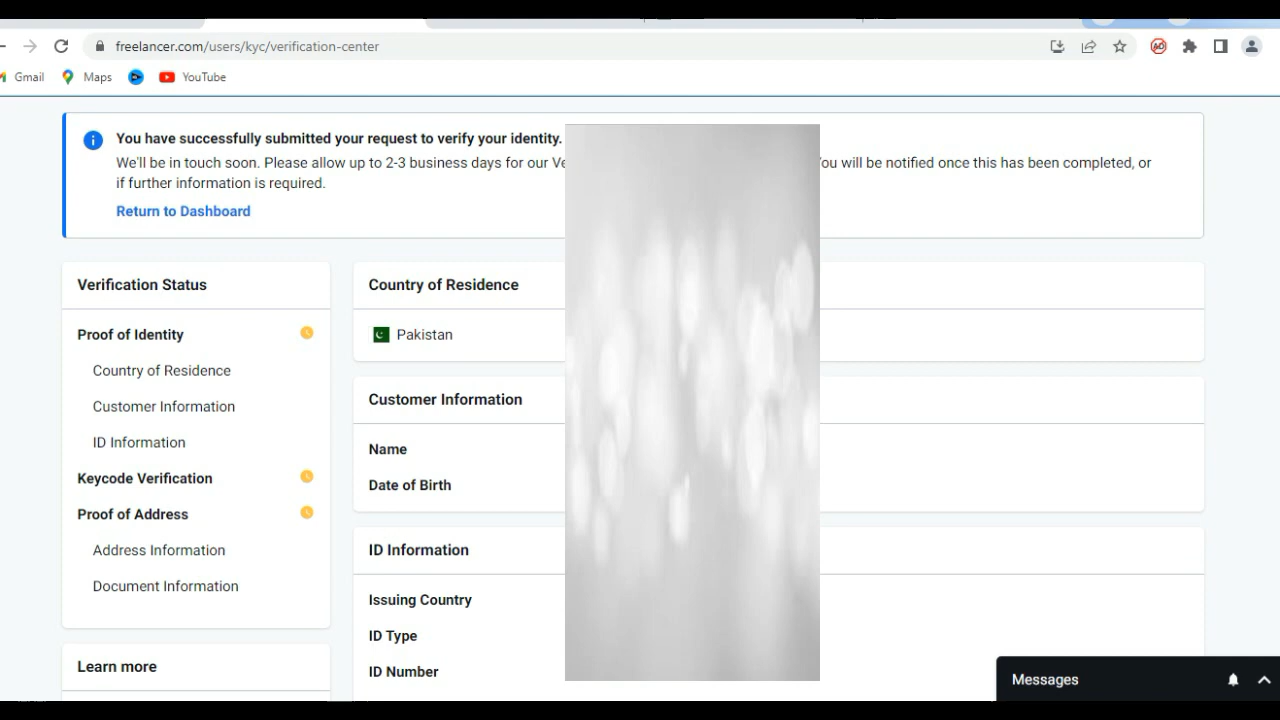 freelancer.com/users/kyc/verification-center
Gmail Maps YouTube
You have successfully submitted your request to verify your identity.
We'll be in touch soon. Please allow up to 2-3 business days for our You will be notified once this has been completed, or
if further information is required.
Return to Dashboard
Verification Status
Proof of Identity
Country of Residence
Customer Information
ID Information
Keycode Verification
Proof of Address
Address Information
Document Information
Learn more
Country of Residence
Pakistan
Customer Information
Name
Date of Birth
ID Information
Issuing Country
ID Type
ID Number
Messages